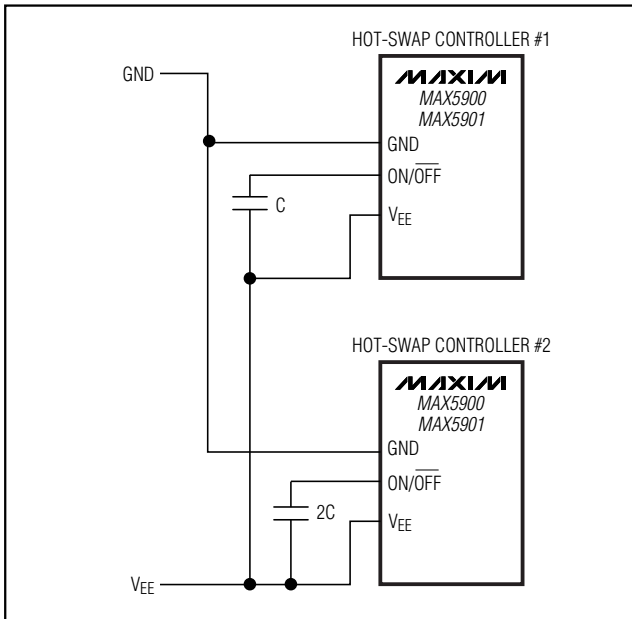 HOT-SWAP CONTROLLER #1
GND
MAXIM
MAX5900
MAX5901
GND
ON/OFF
C
VEE
HOT-SWAP CONTROLLER #2
MAXIM
MAX5900
MAX5901
GND
ON/OFF
2C
VEE
VEE